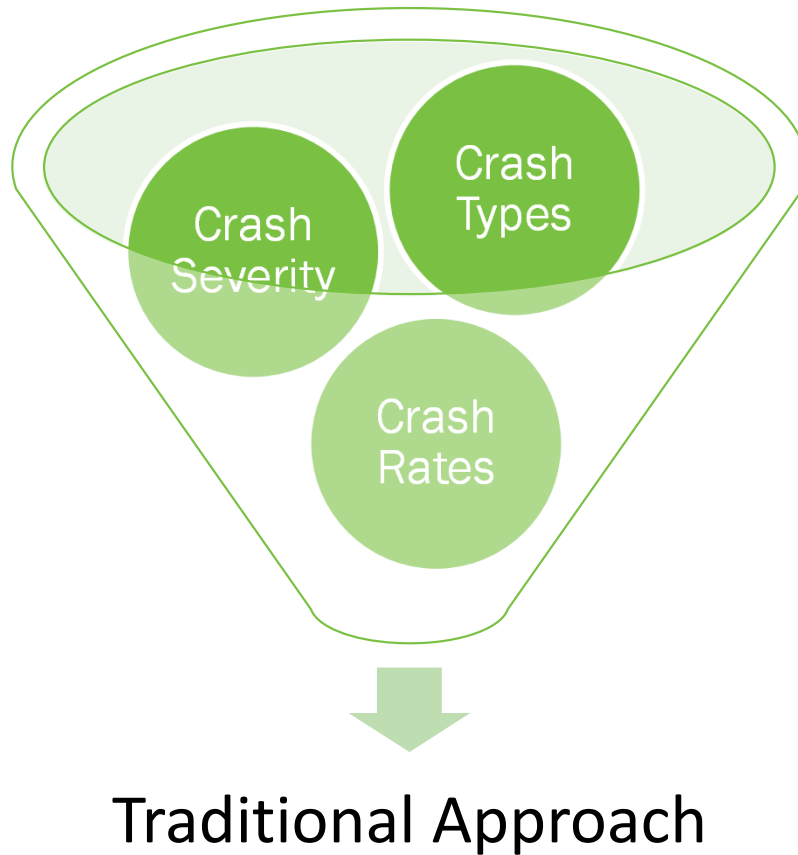 Crash
Types
Crash
Severity
Crash
Rates
Traditional Approach